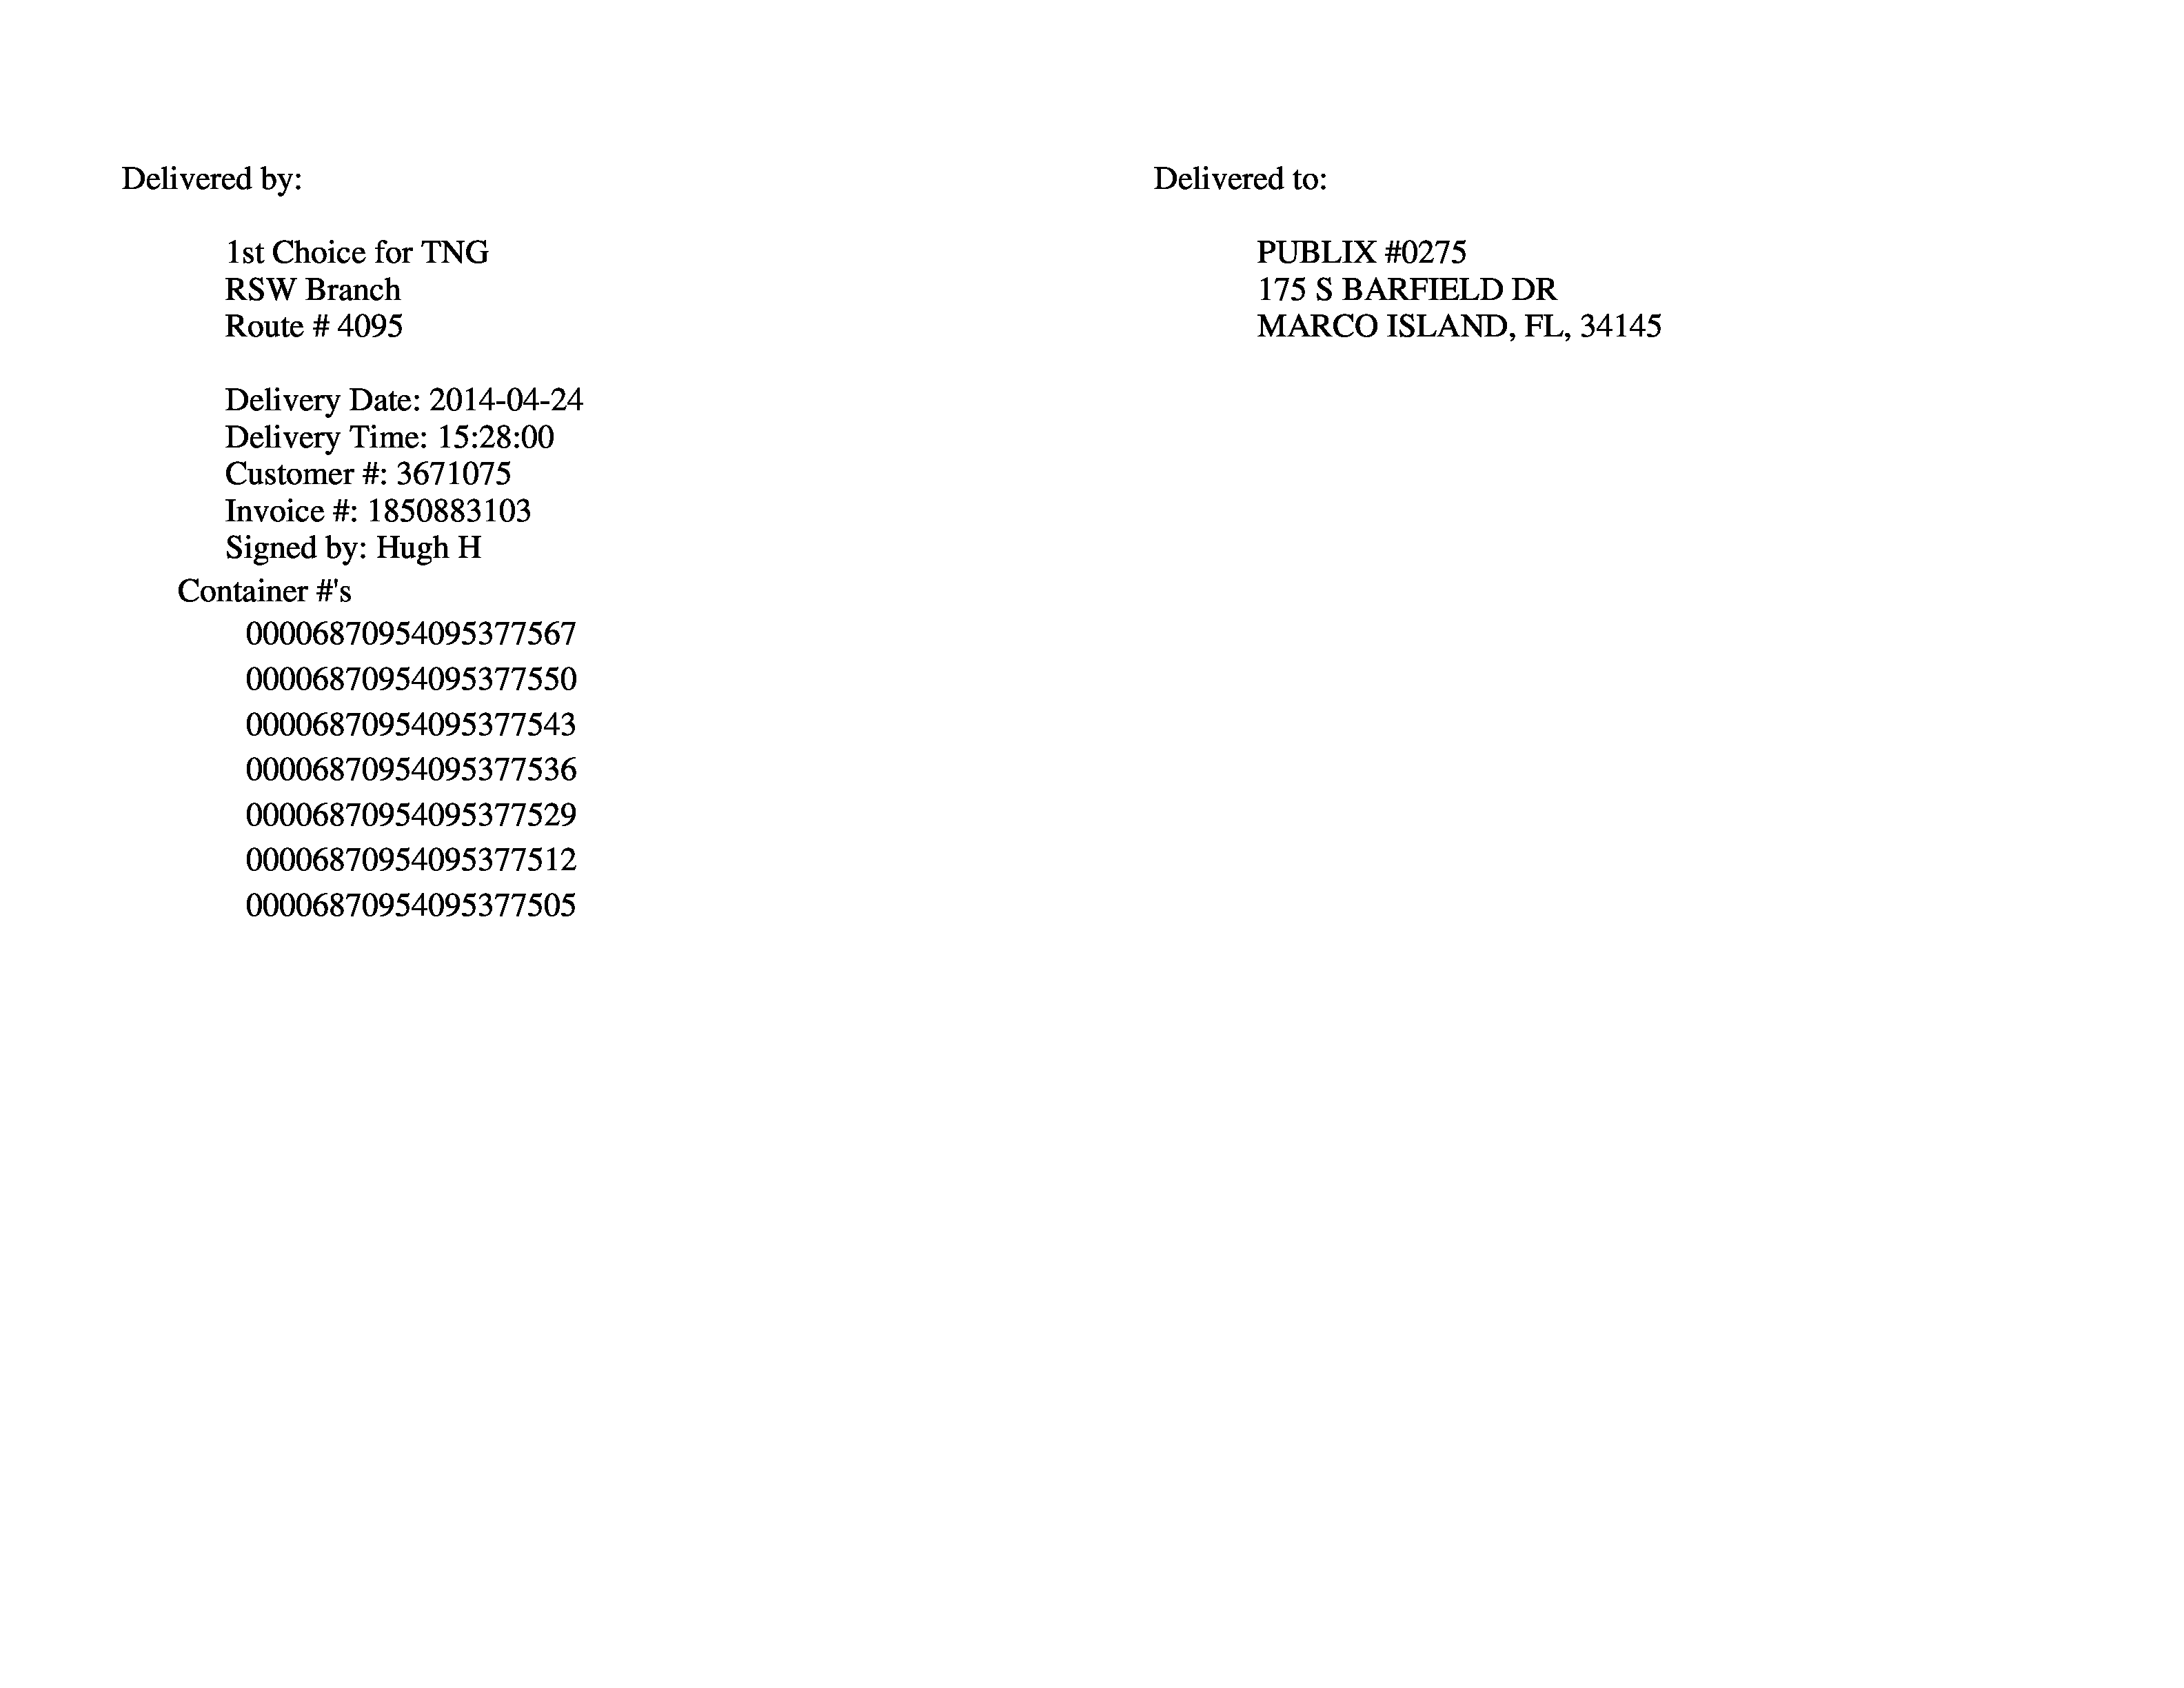 Delivered by:
1st Choice for TNG
RSW Branch
Route # 4095
Delivery Date: 2014-04-24
Delivery Time: 15:28:00
Customer #: 3671075
Invoice #: 1850883103
Signed by: Hugh H
Container #'s
00006870954095377567
00006870954095377550
00006870954095377543
00006870954095377536
00006870954095377529
00006870954095377512
00006870954095377505
Delivered to:
PUBLIX #0275
175 S BARFIELD DR
MARCO ISLAND, FL, 34145